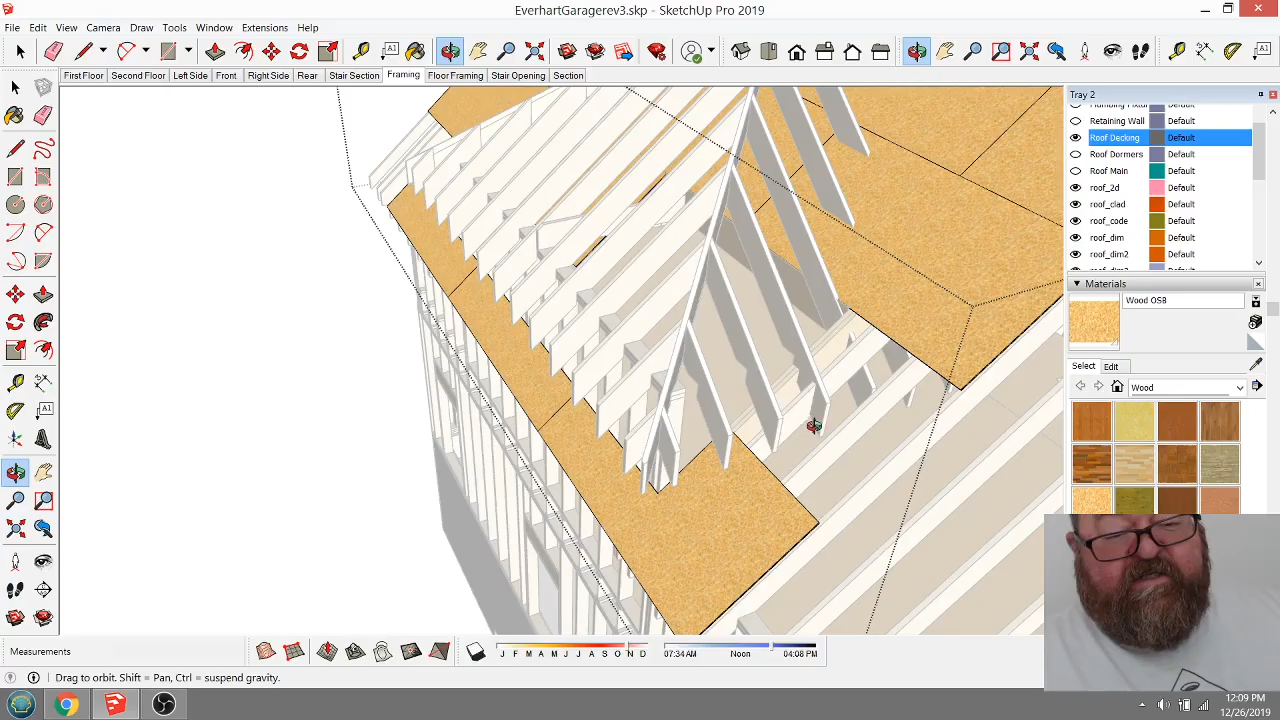 EverhartGaragerev3.skp - SketchUp Pro 2019
File Edit View Camera Draw Tools Window Extensions Help
First Floor Second Floor Left Side Front Right Side Rear Stair Section Framing Floor Framing Stair Opening Section
Tray 2
Retaining Wall Default
Roof Decking Default
Roof Dormers Default
Roof Main Default
roof_2d Default
roof_clad Default
roof_code Default
roof_dim Default
roof_dim2 Default
Materials
Wood OSB
Select Edit
Wood
Measurements
J F M A M J J A S O N D
07:34 AM Noon 04:08 PM
Drag to orbit. Shift = Pan, Ctrl = suspend gravity.
12:09 PM
12/26/2019